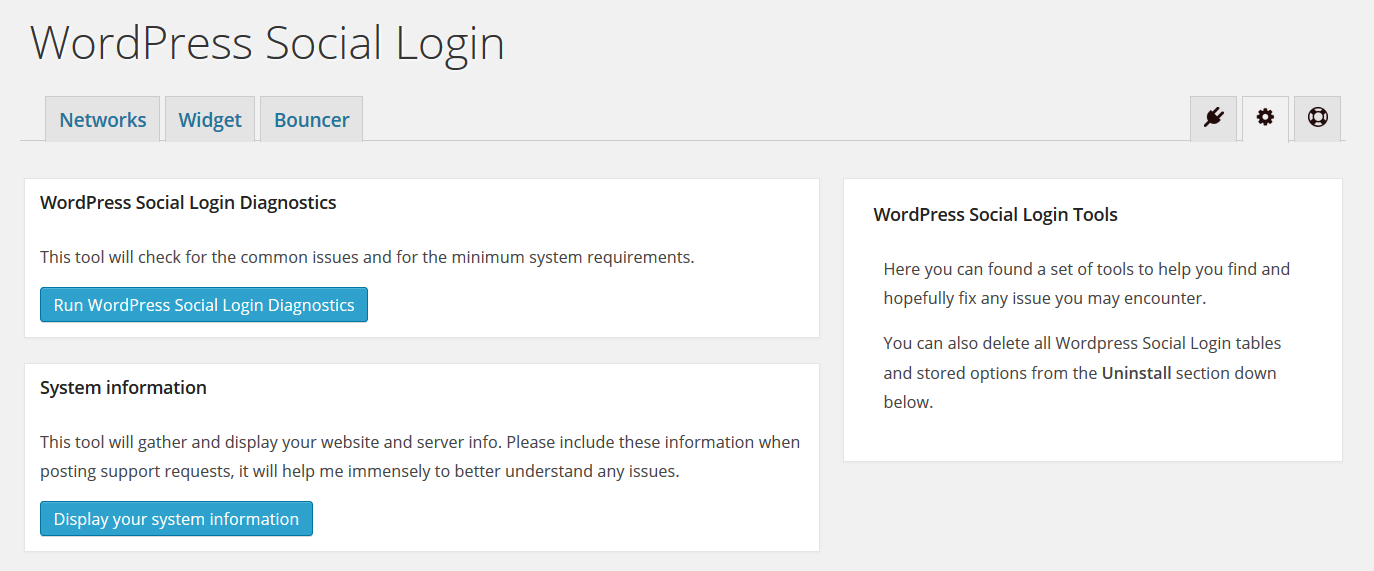 WordPress Social Login
Networks
Widget
Bouncer
WordPress Social Login Diagnostics
This tool will check for the common issues and for the minimum system requirements.
Run WordPress Social Login Diagnostics
System information
This tool will gather and display your website and server info. Please include these information when
posting support requests, it will help me immensely to better understand any issues.
Display your system information
WordPress Social Login Tools
Here you can found a set of tools to help you find and
hopefully fix any issue you may encounter.
You can also delete all Wordpress Social Login tables
and stored options from the Uninstall section down
below.